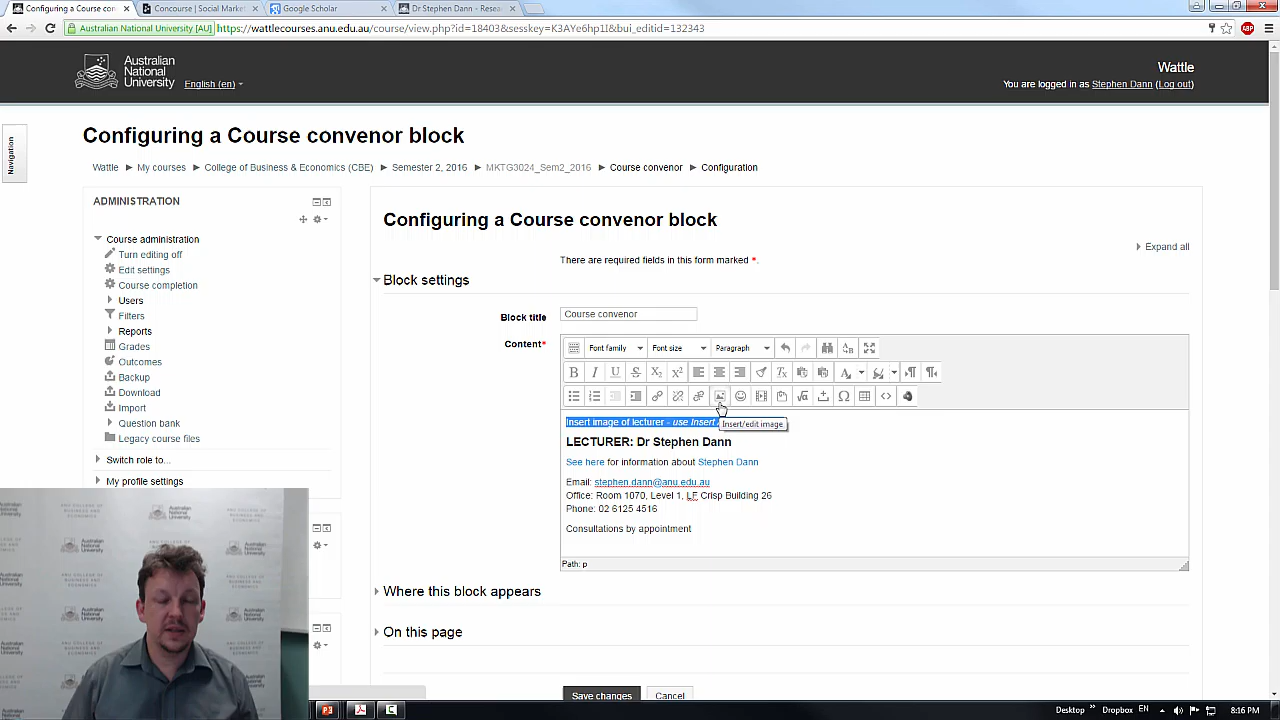 Configuring a Course con
Concourse | Social Market
Google Scholar
Dr Stephen Dann - Resear
Australian National University [AU]
https://wattlecourses.anu.edu.au/course/view.php?id=18403&sesskey=K3AYe6hp1I&bui_editid=132343
Australian
National
University
English (en)
Wattle
You are logged in as Stephen Dann (Log out)
Navigation
Configuring a Course convenor block
Wattle
My courses
College of Business & Economics (CBE)
Semester 2, 2016
MKTG3024_Sem2_2016
Course convenor
Configuration
ADMINISTRATION
Course administration
Turn editing off
Edit settings
Course completion
Users
Filters
Reports
Grades
Outcomes
Backup
Download
Import
Question bank
Legacy course files
Switch role to...
My profile settings
Configuring a Course convenor block
Expand all
There are required fields in this form marked *.
Block settings
Block title
Course convenor
Content*
Font family
Font size
Paragraph
Insert image of lecturer - use Insert
Insert/edit image
LECTURER: Dr Stephen Dann
See here for information about Stephen Dann
Email: stephen.dann@anu.edu.au
Office: Room 1070, Level 1, LF Crisp Building 26
Phone: 02 6125 4516
Consultations by appointment
Path: p
Where this block appears
On this page
Save changes
Cancel
Desktop
Dropbox
EN
8:16 PM